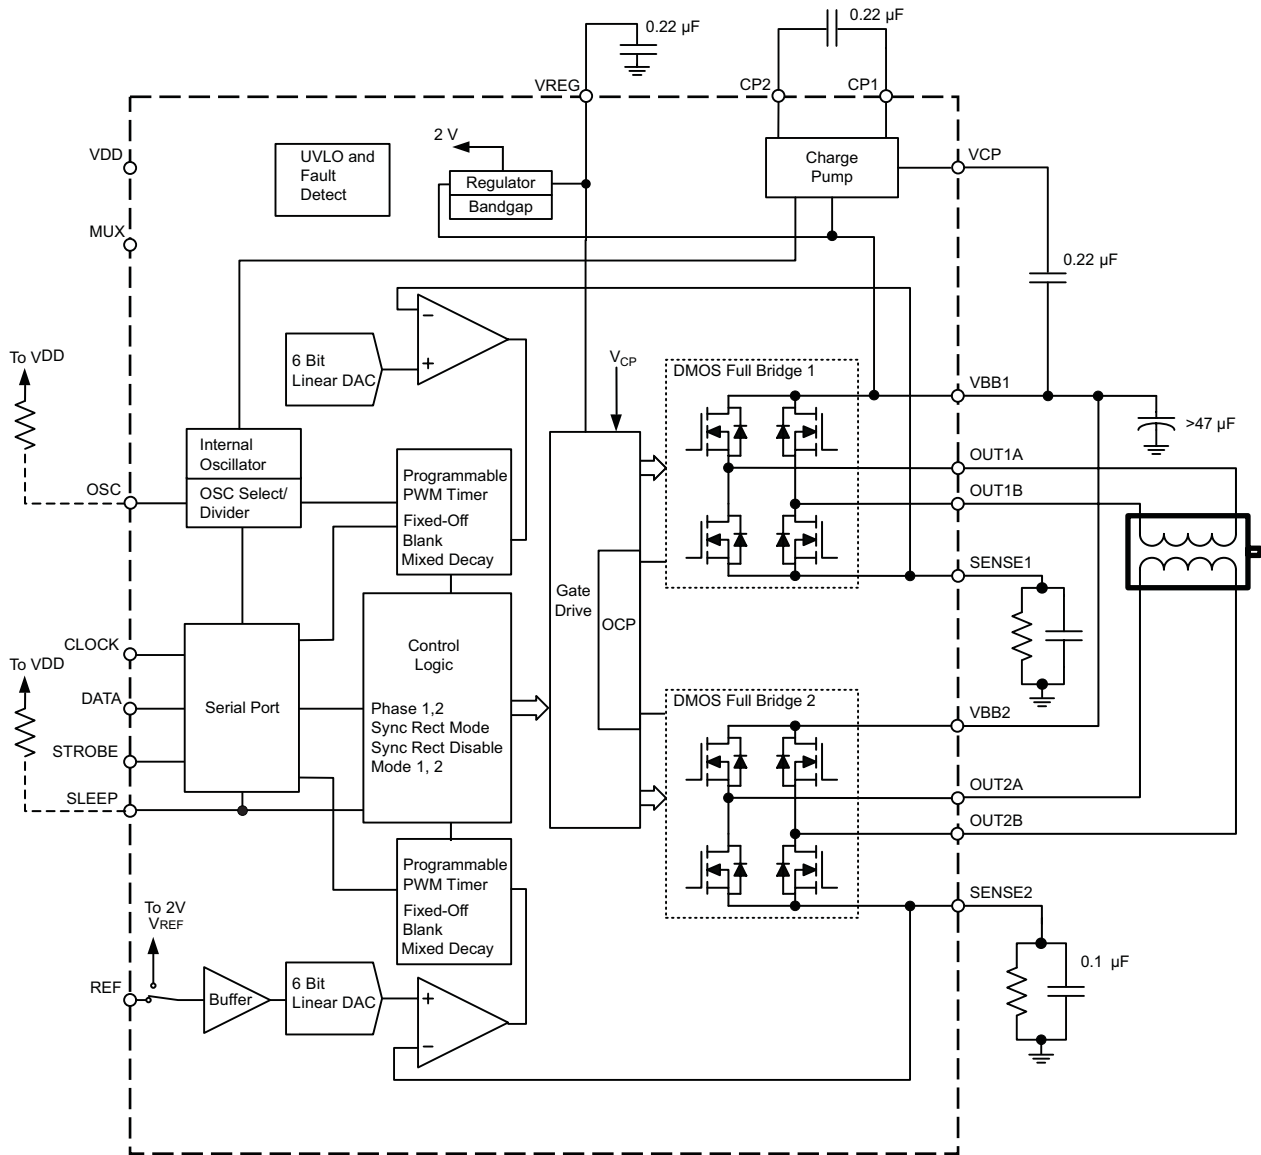 0.22 µF
0.22 µF
VREG
CP2
CP1
VDD
UVLO and
Fault
Detect
2 V
Regulator
Bandgap
Charge
Pump
VCP
MUX
0.22 µF
To VDD
6 Bit
Linear DAC
−
+
VCP
DMOS Full Bridge 1
VBB1
>47 µF
Internal
Oscillator
OSC Select/
Divider
OSC
Programmable
PWM Timer
Fixed-Off
Blank
Mixed Decay
OUT1A
OUT1B
SENSE1
Gate
Drive
OCP
CLOCK
To VDD
DATA
STROBE
SLEEP
Serial Port
Control
Logic
Phase 1,2
Sync Rect Mode
Sync Rect Disable
Mode 1, 2
DMOS Full Bridge 2
VBB2
OUT2A
OUT2B
Programmable
PWM Timer
Fixed-Off
Blank
Mixed Decay
SENSE2
To 2V
VREF
REF
Buffer
6 Bit
Linear DAC
+
−
0.1 µF